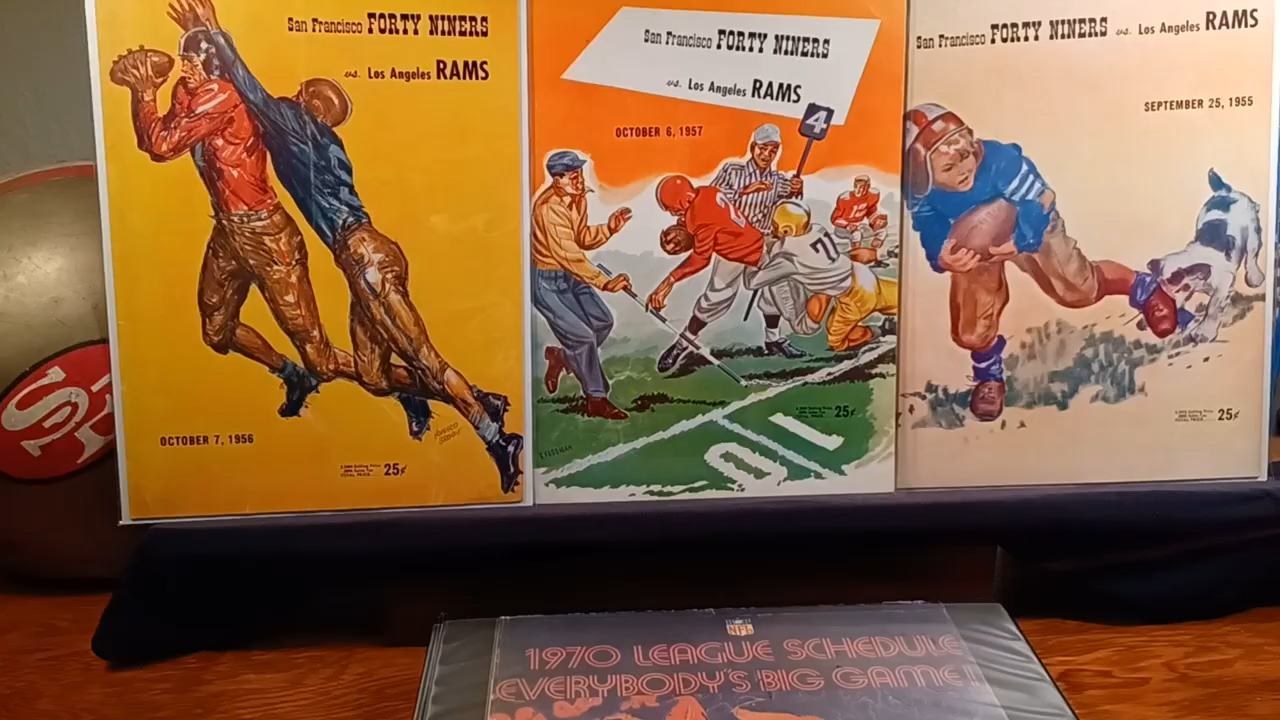 San Francisco FORTY NINERS
vs. Los Angeles RAMS
OCTOBER 7, 1956
25¢
San Francisco FORTY NINERS
vs. Los Angeles RAMS
OCTOBER 6, 1957
4
71
10
25¢
San Francisco FORTY NINERS vs. Los Angeles RAMS
SEPTEMBER 25, 1955
25¢
SF
NFL
1970 LEAGUE SCHEDULE
EVERYBODY'S BIG GAME!